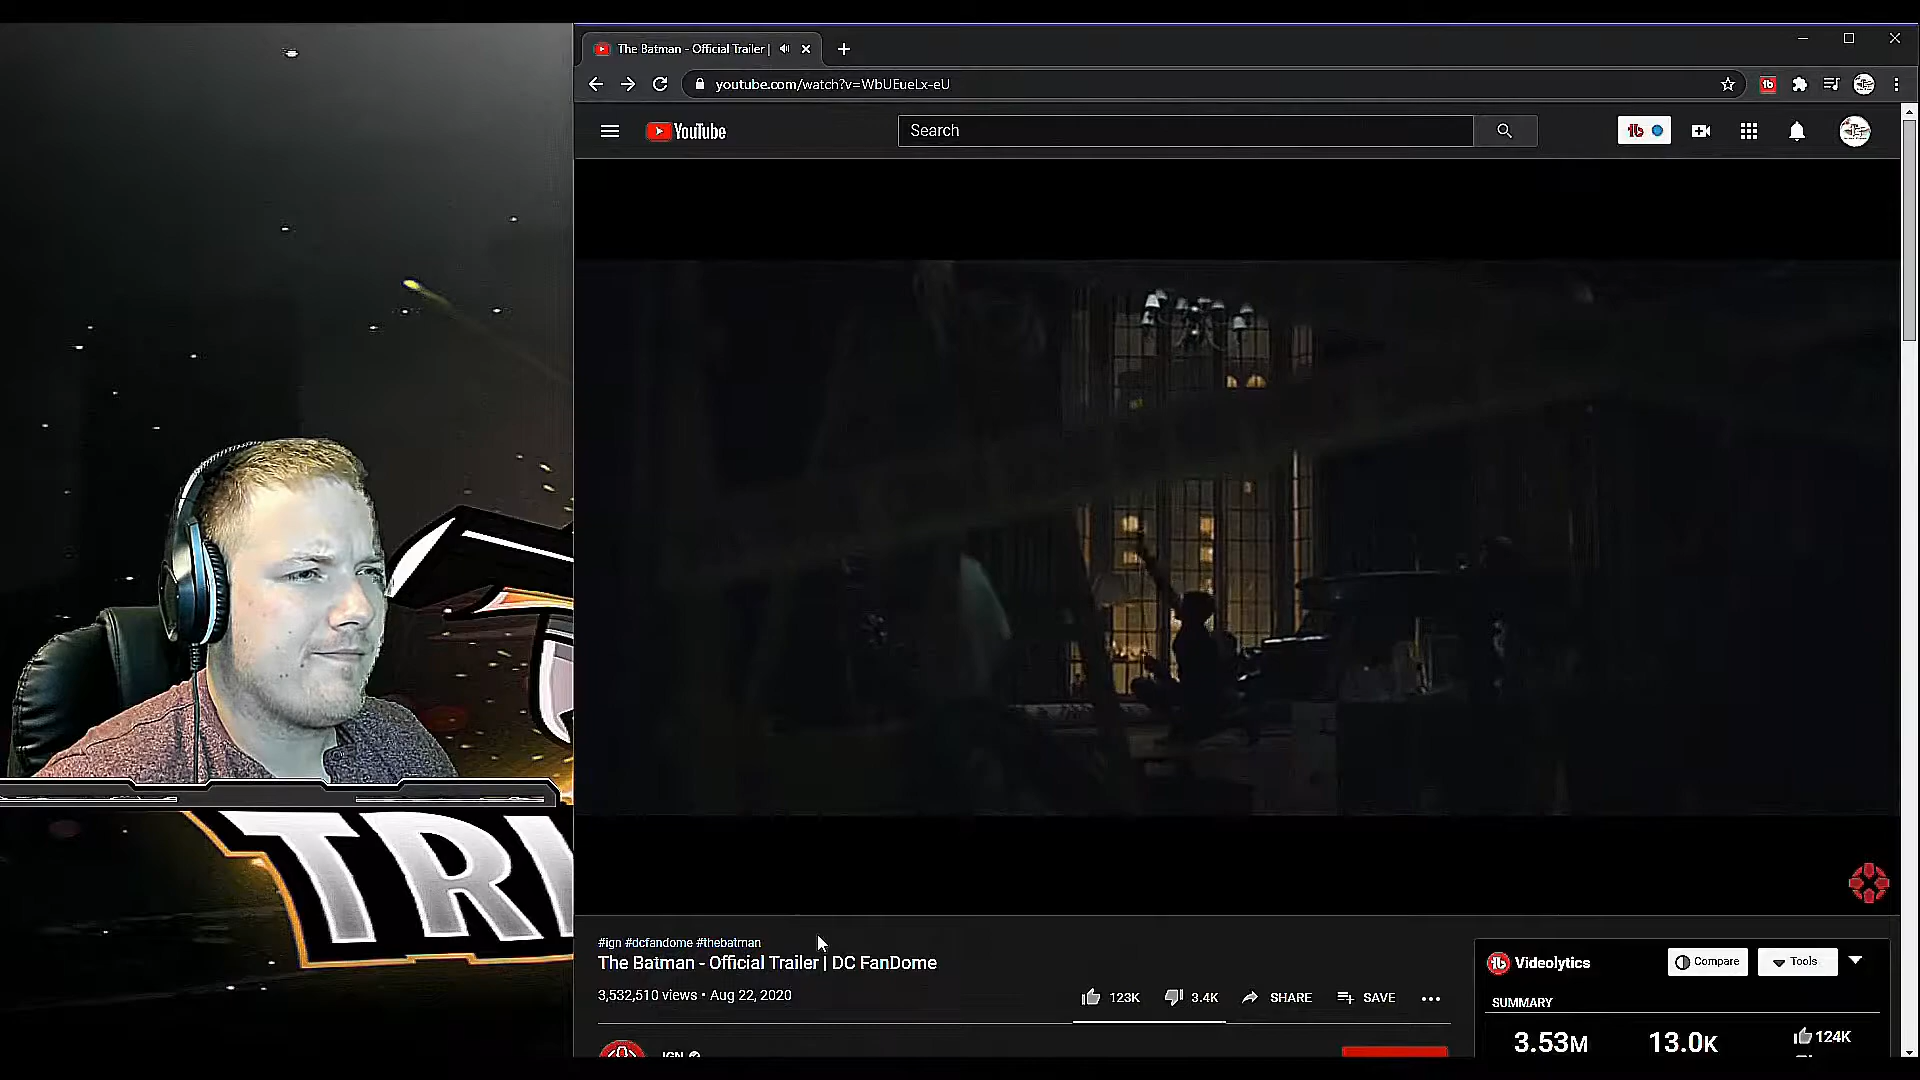 The Batman - Official Trailer |
youtube.com/watch?v=WbUEueLx-eU
YouTube
Search
#ign #dcfandome #thebatman
The Batman - Official Trailer | DC FanDome
3,532,510 views • Aug 22, 2020
123K
3.4K
SHARE
SAVE
Videolytics
Compare
Tools
SUMMARY
3.53M
13.0K
124K
IGN
TRI